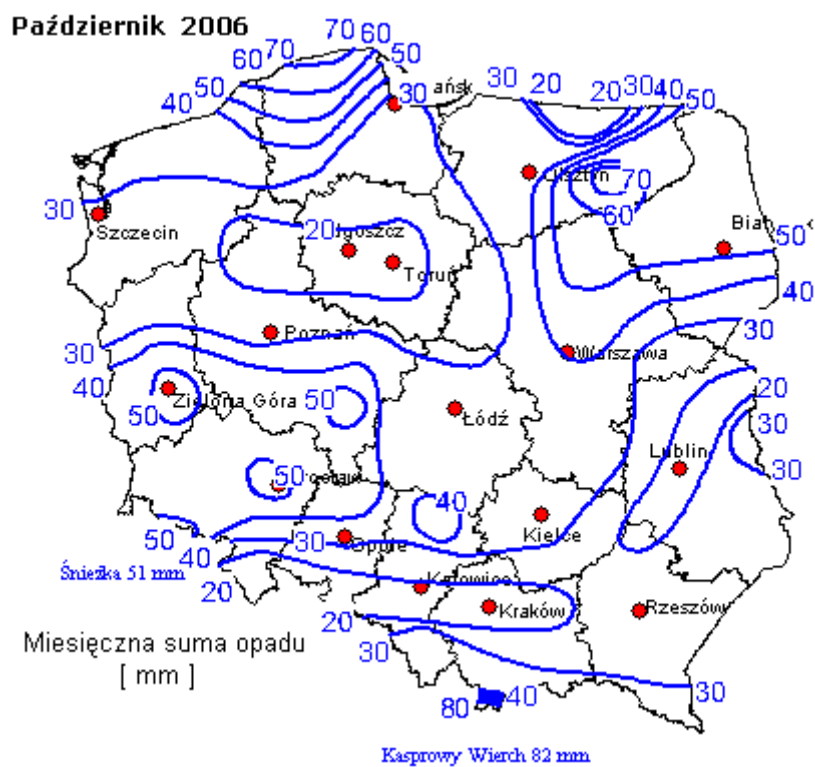 Październik 2006
60 70 70 60 50
40 50 30 30 20 20 30 40 50
Olsztyn
70
60
30
Szczecin
20
Toruń
50
40
30
Poznań
Warszawa
30
40
20
50
Zielona Góra
50
Łódź
30
Lublin
30
50
40
50
40
30
Opole
Kielce
Śnieżka 51 mm
20
Katowice
Kraków
Rzeszów
20
30
Miesięczna suma opadu
[ mm ]
80
40
30
Kasprowy Wierch 82 mm